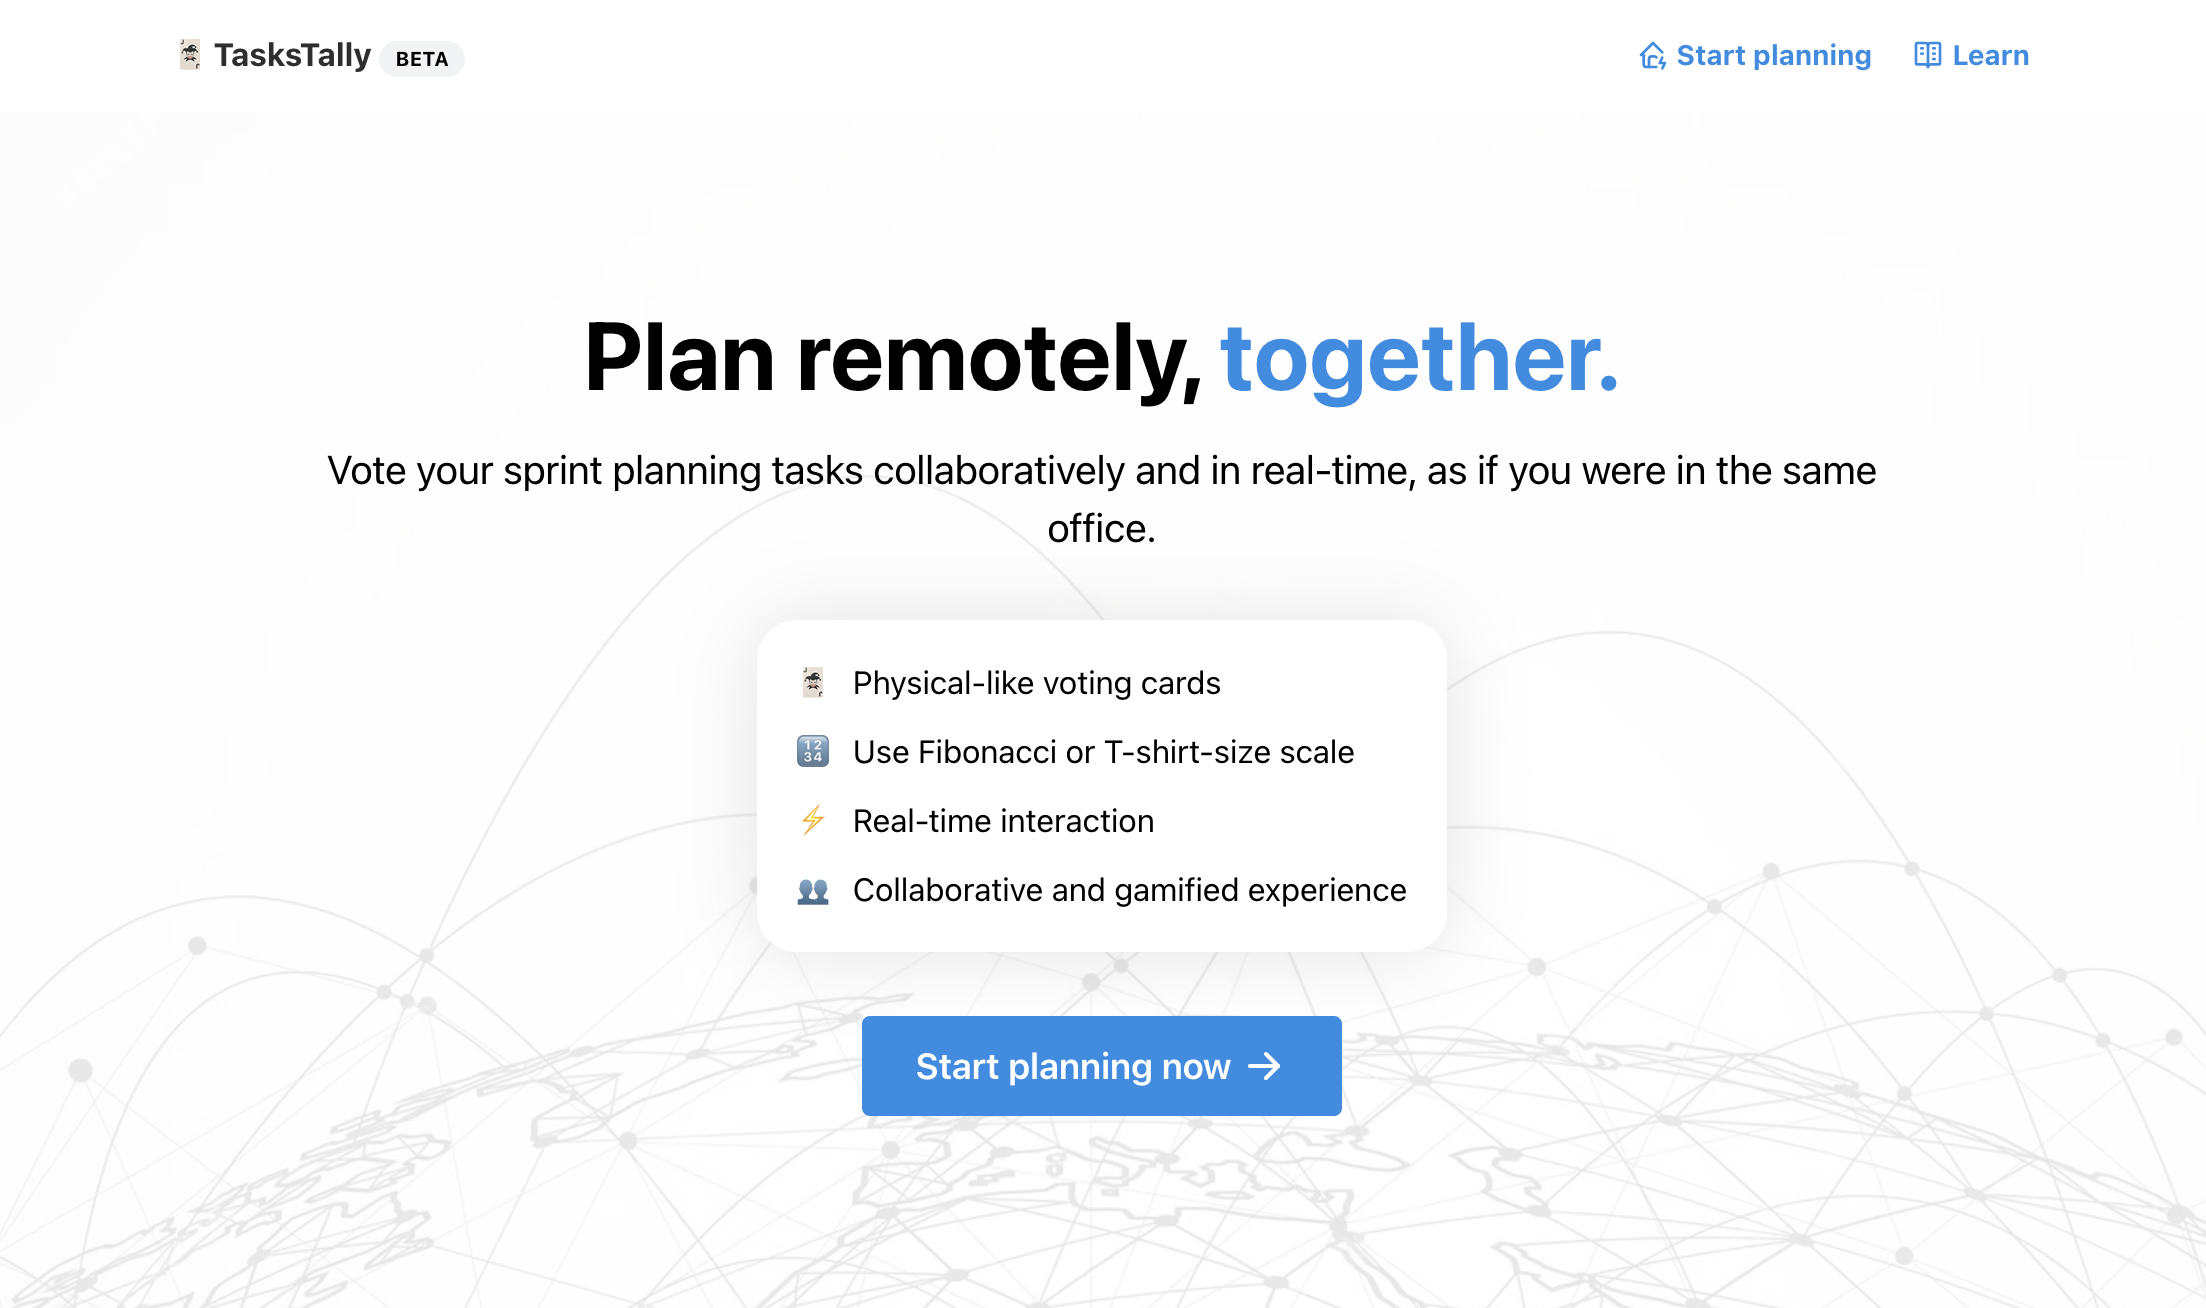 TasksTally BETA
Start planning
Learn
Plan remotely, together.
Vote your sprint planning tasks collaboratively and in real-time, as if you were in the same
office.
Physical-like voting cards
1234
Use Fibonacci or T-shirt-size scale
Real-time interaction
Collaborative and gamified experience
Start planning now →